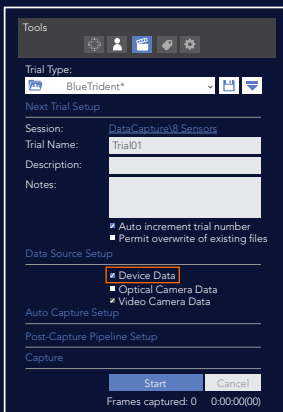 Tools
Trial Type:
BlueTrident*
Next Trial Setup
Session: DataCapture\8 Sensors
Trial Name: Trial01
Description:
Notes:
Auto increment trial number
Permit overwrite of existing files
Data Source Setup
Device Data
Optical Camera Data
Video Camera Data
Auto Capture Setup
Post-Capture Pipeline Setup
Capture
Start Cancel
Frames captured: 0 0:00:00(00)